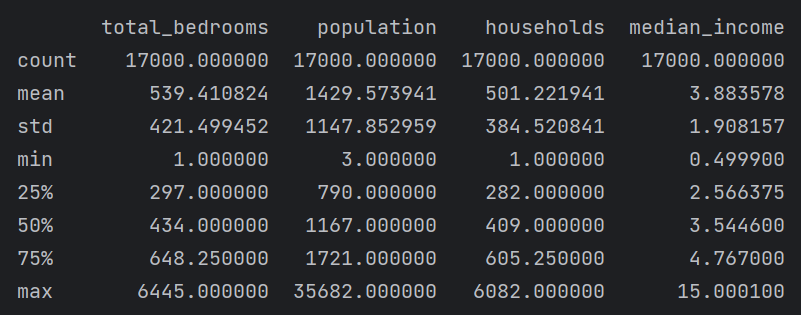 total_bedrooms population households median_income
count 17000.000000 17000.000000 17000.000000 17000.000000
mean 539.410824 1429.573941 501.221941 3.883578
std 421.499452 1147.852959 384.520841 1.908157
min 1.000000 3.000000 1.000000 0.499900
25% 297.000000 790.000000 282.000000 2.566375
50% 434.000000 1167.000000 409.000000 3.544600
75% 648.250000 1721.000000 605.250000 4.767000
max 6445.000000 35682.000000 6082.000000 15.000100